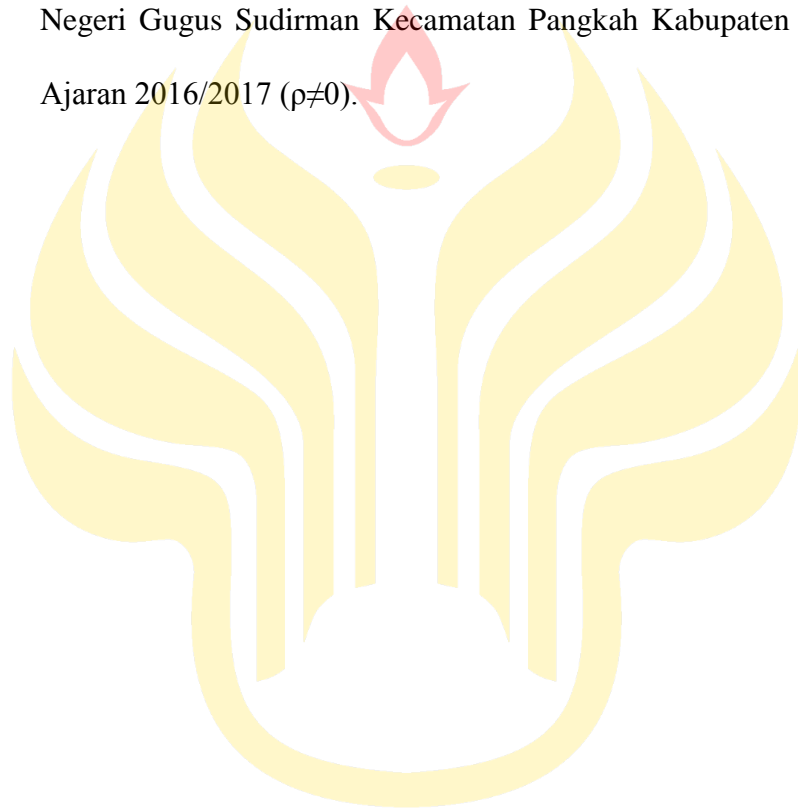 Negeri Gugus Sudirman Kecamatan Pangkah Kabupaten
Ajaran 2016/2017 (ρ≠0).